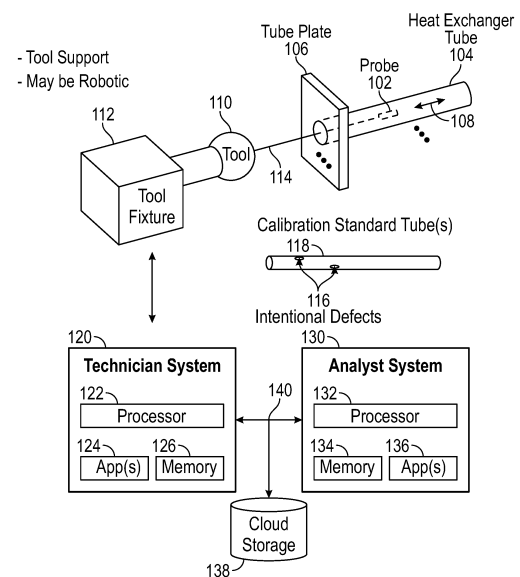 - Tool Support
- May be Robotic
Tube Plate
106
Heat Exchanger
Tube
104
Probe
102
108
110
112
Tool
Tool
Fixture
114
Calibration Standard Tube(s)
118
116
Intentional Defects
120
Technician System
122
Processor
124
App(s)
126
Memory
130
Analyst System
132
Processor
134
Memory
136
App(s)
140
Cloud
Storage
138